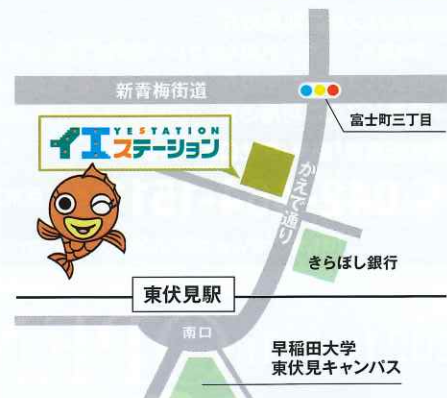 新青梅街道
富士町三丁目
YESTATION
イエステーション
かえで通り
きらぼし銀行
東伏見駅
南口
早稲田大学
東伏見キャンパス